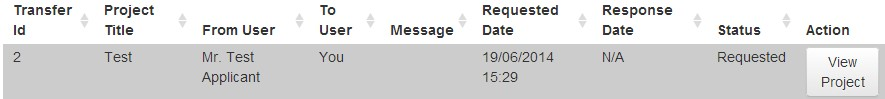 Transfer Id Project Title From User To User Message Requested Date Response Date Status Action
2 Test Mr. Test Applicant You 19/06/2014 15:29 N/A Requested View Project